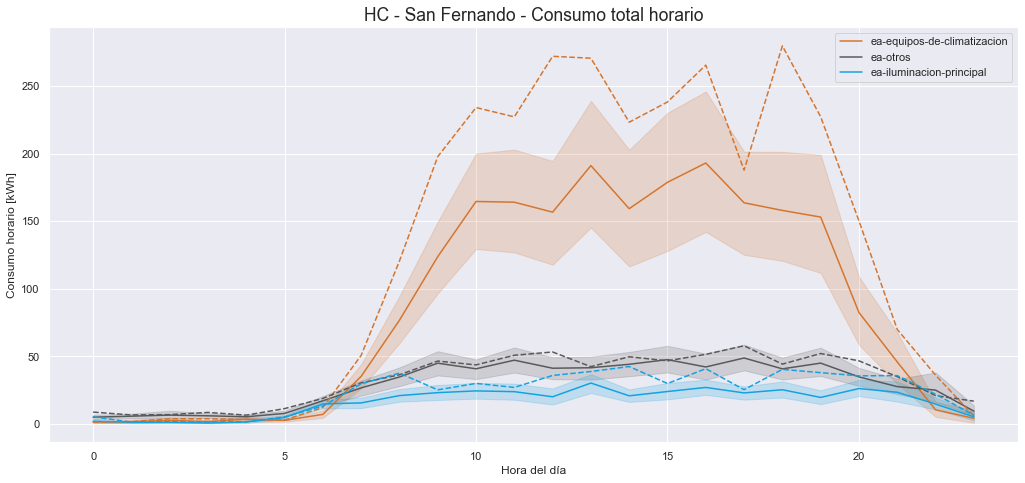 HC - San Fernando - Consumo total horario
ea-equipos-de-climatizacion
ea-otros
ea-iluminacion-principal
Consumo horario [kWh]
250
200
150
100
50
0
0 5 10 15 20
Hora del día